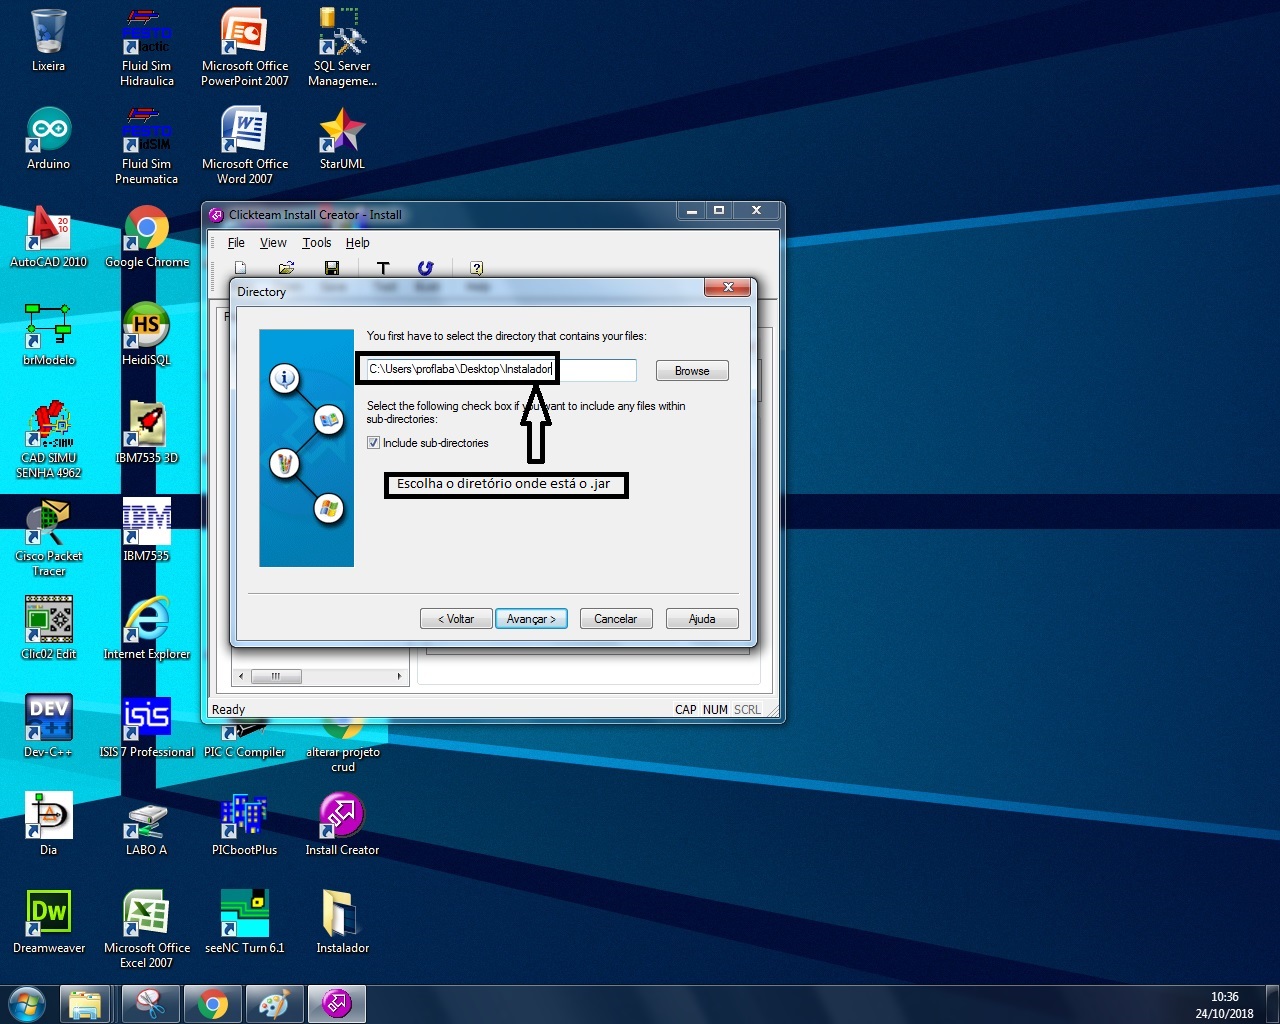 Lixeira
Fluid Sim
Hidraulica
Microsoft Office
PowerPoint 2007
SQL Server
Manageme...
Arduino
Fluid Sim
Pneumatica
Microsoft Office
Word 2007
StarUML
AutoCAD 2010
Google Chrome
brModelo
HeidiSQL
CAD SIMU
SENHA 4962
IBM7535 3D
Cisco Packet
Tracer
IBM7535
Clic02 Edit
Internet Explorer
Dev-C++
ISIS 7 Professional
PIC C Compiler
alterar projeto
crud
Dia
LABO A
PICbootPlus
Install Creator
Dreamweaver
Microsoft Office
Excel 2007
seeNC Turn 6.1
Instalador
Clickteam Install Creator - Install
File View Tools Help
Directory
You first have to select the directory that contains your files:
C:\Users\proflaba\Desktop\Instalador
Browse
Select the following check box if you want to include any files within
sub-directories:
Include sub-directories
Escolha o diretório onde está o .jar
< Voltar
Avançar >
Cancelar
Ajuda
Ready
CAP NUM SCRL
10:36
24/10/2018